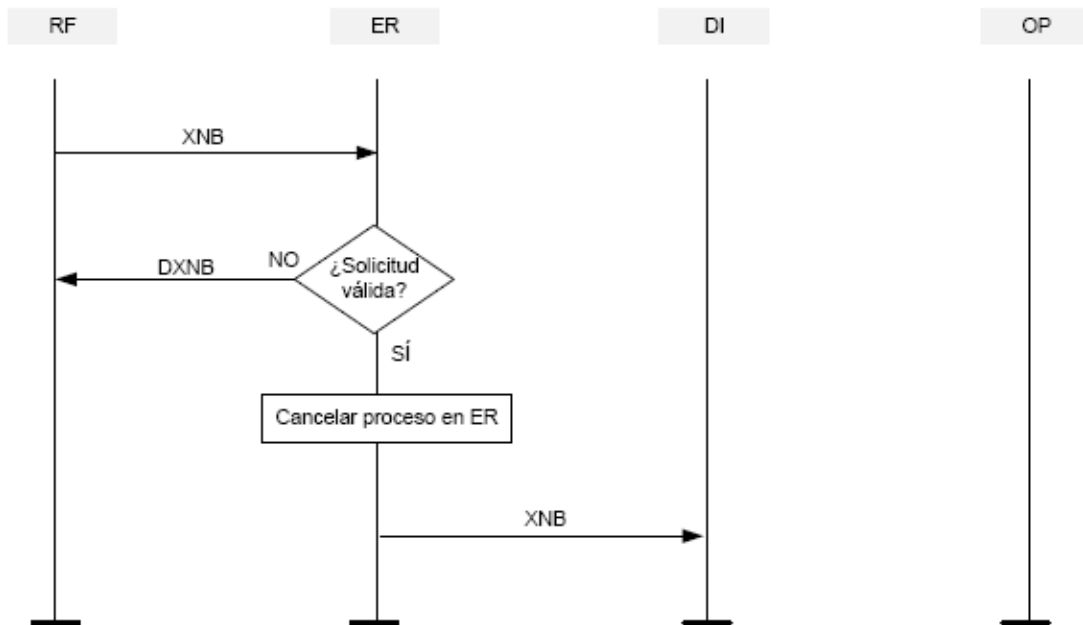 RF
ER
DI
OP
XNB
DXNB
NO
¿Solicitud
válida?
SÍ
Cancelar proceso en ER
XNB